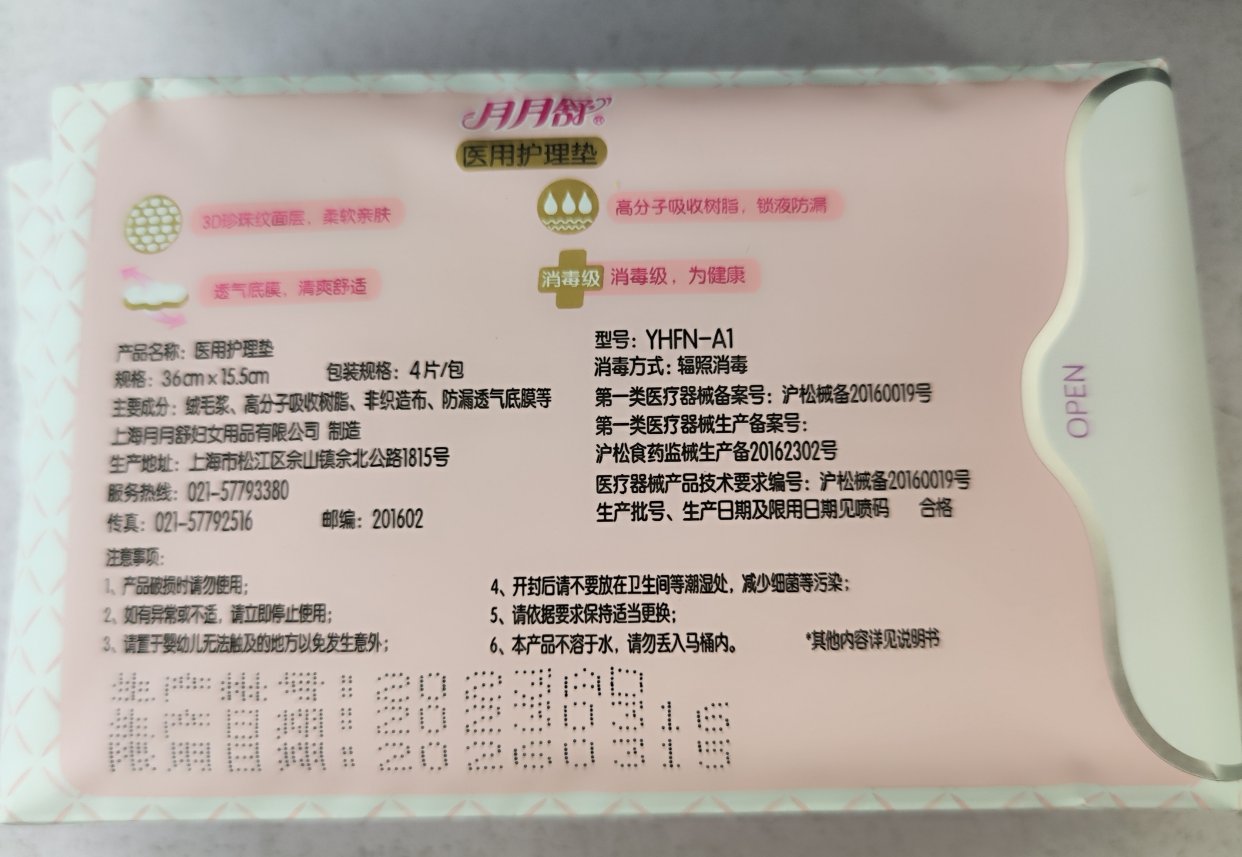 月月舒®
医用护理垫
3D珍珠纹面层，柔软亲肤
高分子吸收树脂，锁液防漏
透气底膜，清爽舒适
消毒级
消毒级，为健康
产品名称：医用护理垫
规格：36cm x 15.5cm 包装规格：4片/包
主要成分：绒毛浆、高分子吸收树脂、非织造布、防漏透气底膜等
上海月月舒妇女用品有限公司 制造
生产地址：上海市松江区佘山镇佘北公路1815号
服务热线：021-57793380
传真：021-57792516 邮编：201602
型号：YHFN-A1
消毒方式：辐照消毒
第一类医疗器械备案号：沪松械备20160019号
第一类医疗器械生产备案号：
沪松食药监械生产备20162302号
医疗器械产品技术要求编号：沪松械备20160019号
生产批号、生产日期及限用日期见喷码 合格
OPEN
注意事项：
1、产品破损时请勿使用；
2、如有异常或不适，请立即停止使用；
3、请置于婴幼儿无法触及的地方以免发生意外；
4、开封后请不要放在卫生间等潮湿处，减少细菌等污染；
5、请依据要求保持适当更换；
6、本产品不溶于水，请勿丢入马桶内。
*其他内容详见说明书
生产批号：2023A0
生产日期：20230316
限用日期：20260315